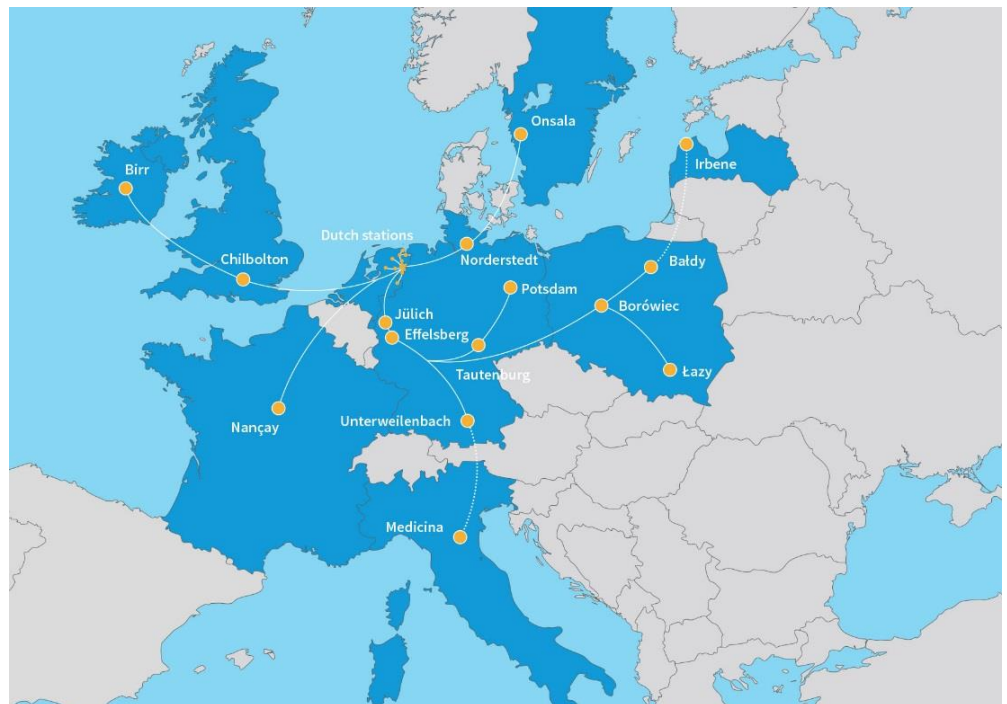 Onsala
Irbene
Birr
Dutch stations
Norderstedt
Chilbolton
Bałdy
Potsdam
Borówiec
Jülich
Effelsberg
Tautenburg
Łazy
Nançay
Unterweilenbach
Medicina